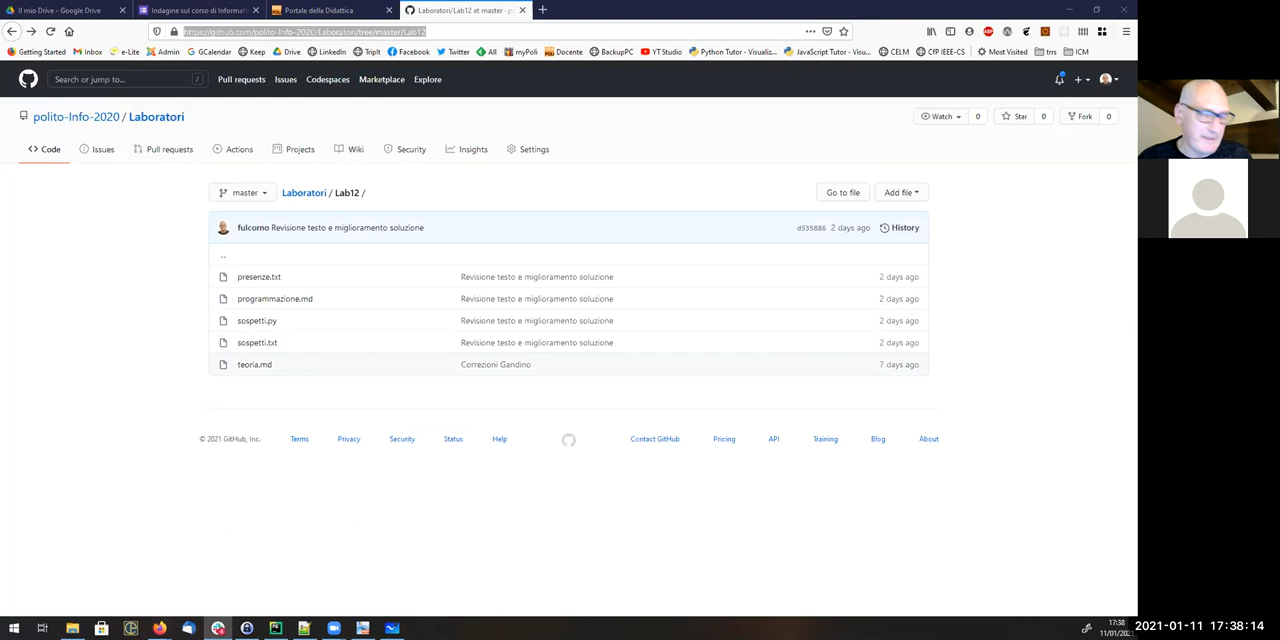 Il mio Drive - Google Drive
Indagine sul corso di Informati
Portale della Didattica
Laboratori/Lab12 at master · p
https://github.com/polito-Info-2020/Laboratori/tree/master/Lab12
Getting Started
Inbox
e-Lite
Admin
GCalendar
Keep
Drive
LinkedIn
TripIt
Facebook
Twitter
All
myPoli
Docente
BackupPC
YT Studio
Python Tutor - Visualiz...
JavaScript Tutor - Visu...
CELM
CfP IEEE-CS
Most Visited
trrs
ICM
Search or jump to...
/
Pull requests
Issues
Codespaces
Marketplace
Explore
polito-Info-2020 / Laboratori
Watch
0
Star
0
Fork
0
Code
Issues
Pull requests
Actions
Projects
Wiki
Security
Insights
Settings
master
Laboratori / Lab12 /
Go to file
Add file
fulcorno Revisione testo e miglioramento soluzione
d535886 2 days ago
History
..
presenze.txt Revisione testo e miglioramento soluzione 2 days ago
programmazione.md Revisione testo e miglioramento soluzione 2 days ago
sospetti.py Revisione testo e miglioramento soluzione 2 days ago
sospetti.txt Revisione testo e miglioramento soluzione 2 days ago
teoria.md Correzioni Gandino 7 days ago
© 2021 GitHub, Inc.
Terms
Privacy
Security
Status
Help
Contact GitHub
Pricing
API
Training
Blog
About
17:38
11/01/2021
2021-01-11 17:38:14